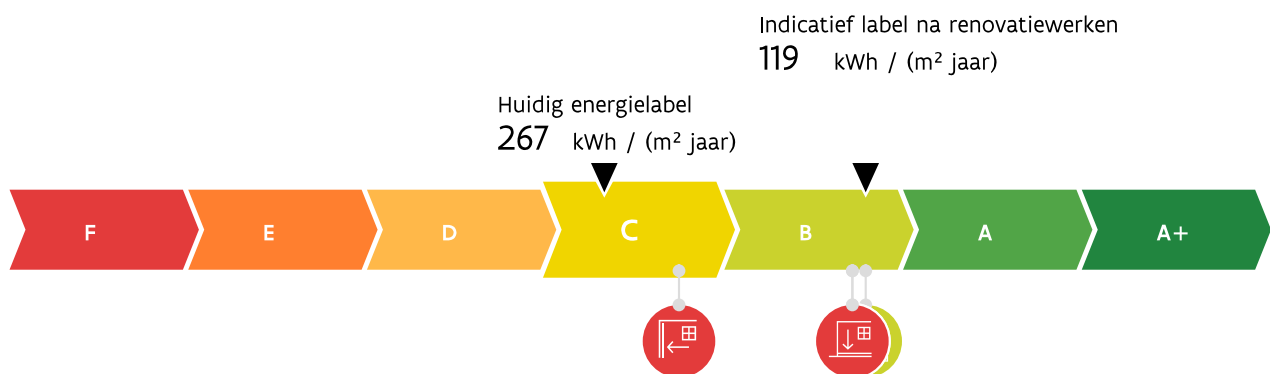 Indicatief label na renovatiewerken
119 kWh / (m² jaar)
Huidig energielabel
267 kWh / (m² jaar)
F E D C B A A+